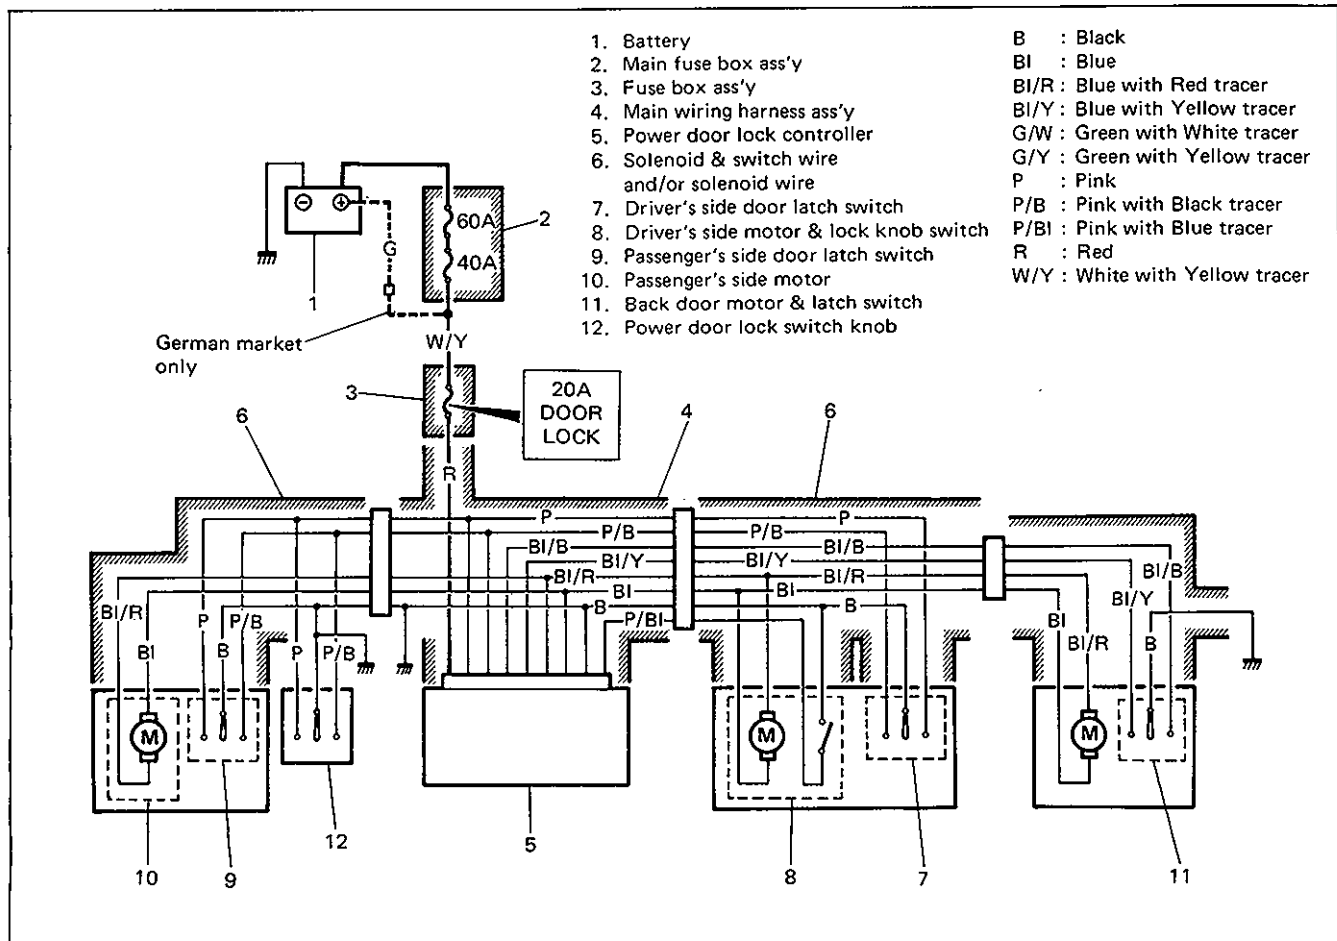 1. Battery
2. Main fuse box ass'y
3. Fuse box ass'y
4. Main wiring harness ass'y
5. Power door lock controller
6. Solenoid & switch wire
and/or solenoid wire
7. Driver's side door latch switch
8. Driver's side motor & lock knob switch
9. Passenger's side door latch switch
10. Passenger's side motor
11. Back door motor & latch switch
12. Power door lock switch knob
B : Black
Bl : Blue
Bl/R : Blue with Red tracer
Bl/Y : Blue with Yellow tracer
G/W : Green with White tracer
G/Y : Green with Yellow tracer
P : Pink
P/B : Pink with Black tracer
P/Bl : Pink with Blue tracer
R : Red
W/Y : White with Yellow tracer
60A
2
40A
G
1
German market
only
W/Y
3
20A
DOOR
LOCK
6
4
6
R
P
P
P/B
P/B
Bl/B
Bl/B
Bl/Y
Bl/Y
Bl/R
Bl/R
Bl
Bl
B
B
P/Bl
Bl/R
P
P/B
Bl
B
P
P/B
Bl/B
Bl/Y
Bl
Bl/R
B
M
M
M
10
9
12
5
8
7
11